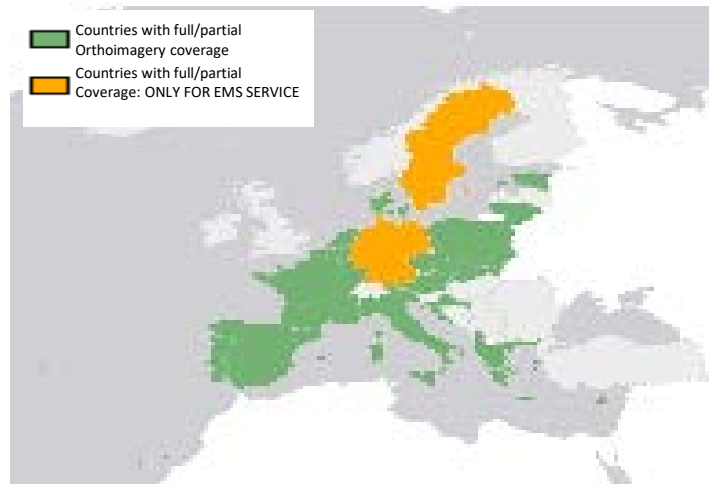 Countries with full/partial
Orthoimagery coverage
Countries with full/partial
Coverage: ONLY FOR EMS SERVICE